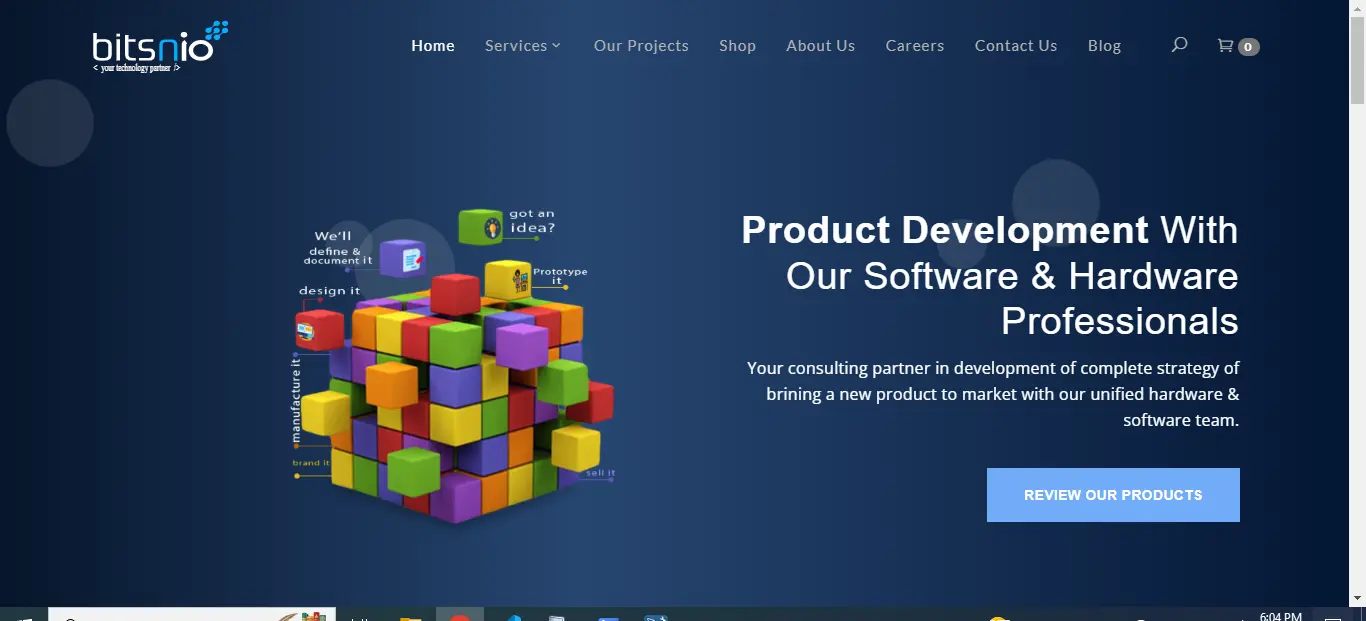 bitsnio
< your technology partner />
Home
Services
Our Projects
Shop
About Us
Careers
Contact Us
Blog
0
got an
idea?
We'll
define &
document it
Prototype
it
design it
manufacture it
brand it
sell it
Product Development With
Our Software & Hardware
Professionals
Your consulting partner in development of complete strategy of
brining a new product to market with our unified hardware &
software team.
REVIEW OUR PRODUCTS
6:04 PM